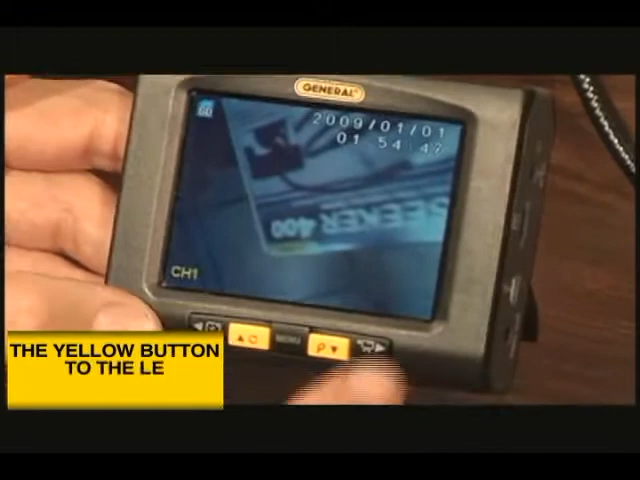 GENERAL®
2009/01/01
01 54 47
SEEKER 400
CH1
MENU
THE YELLOW BUTTON
TO THE LE